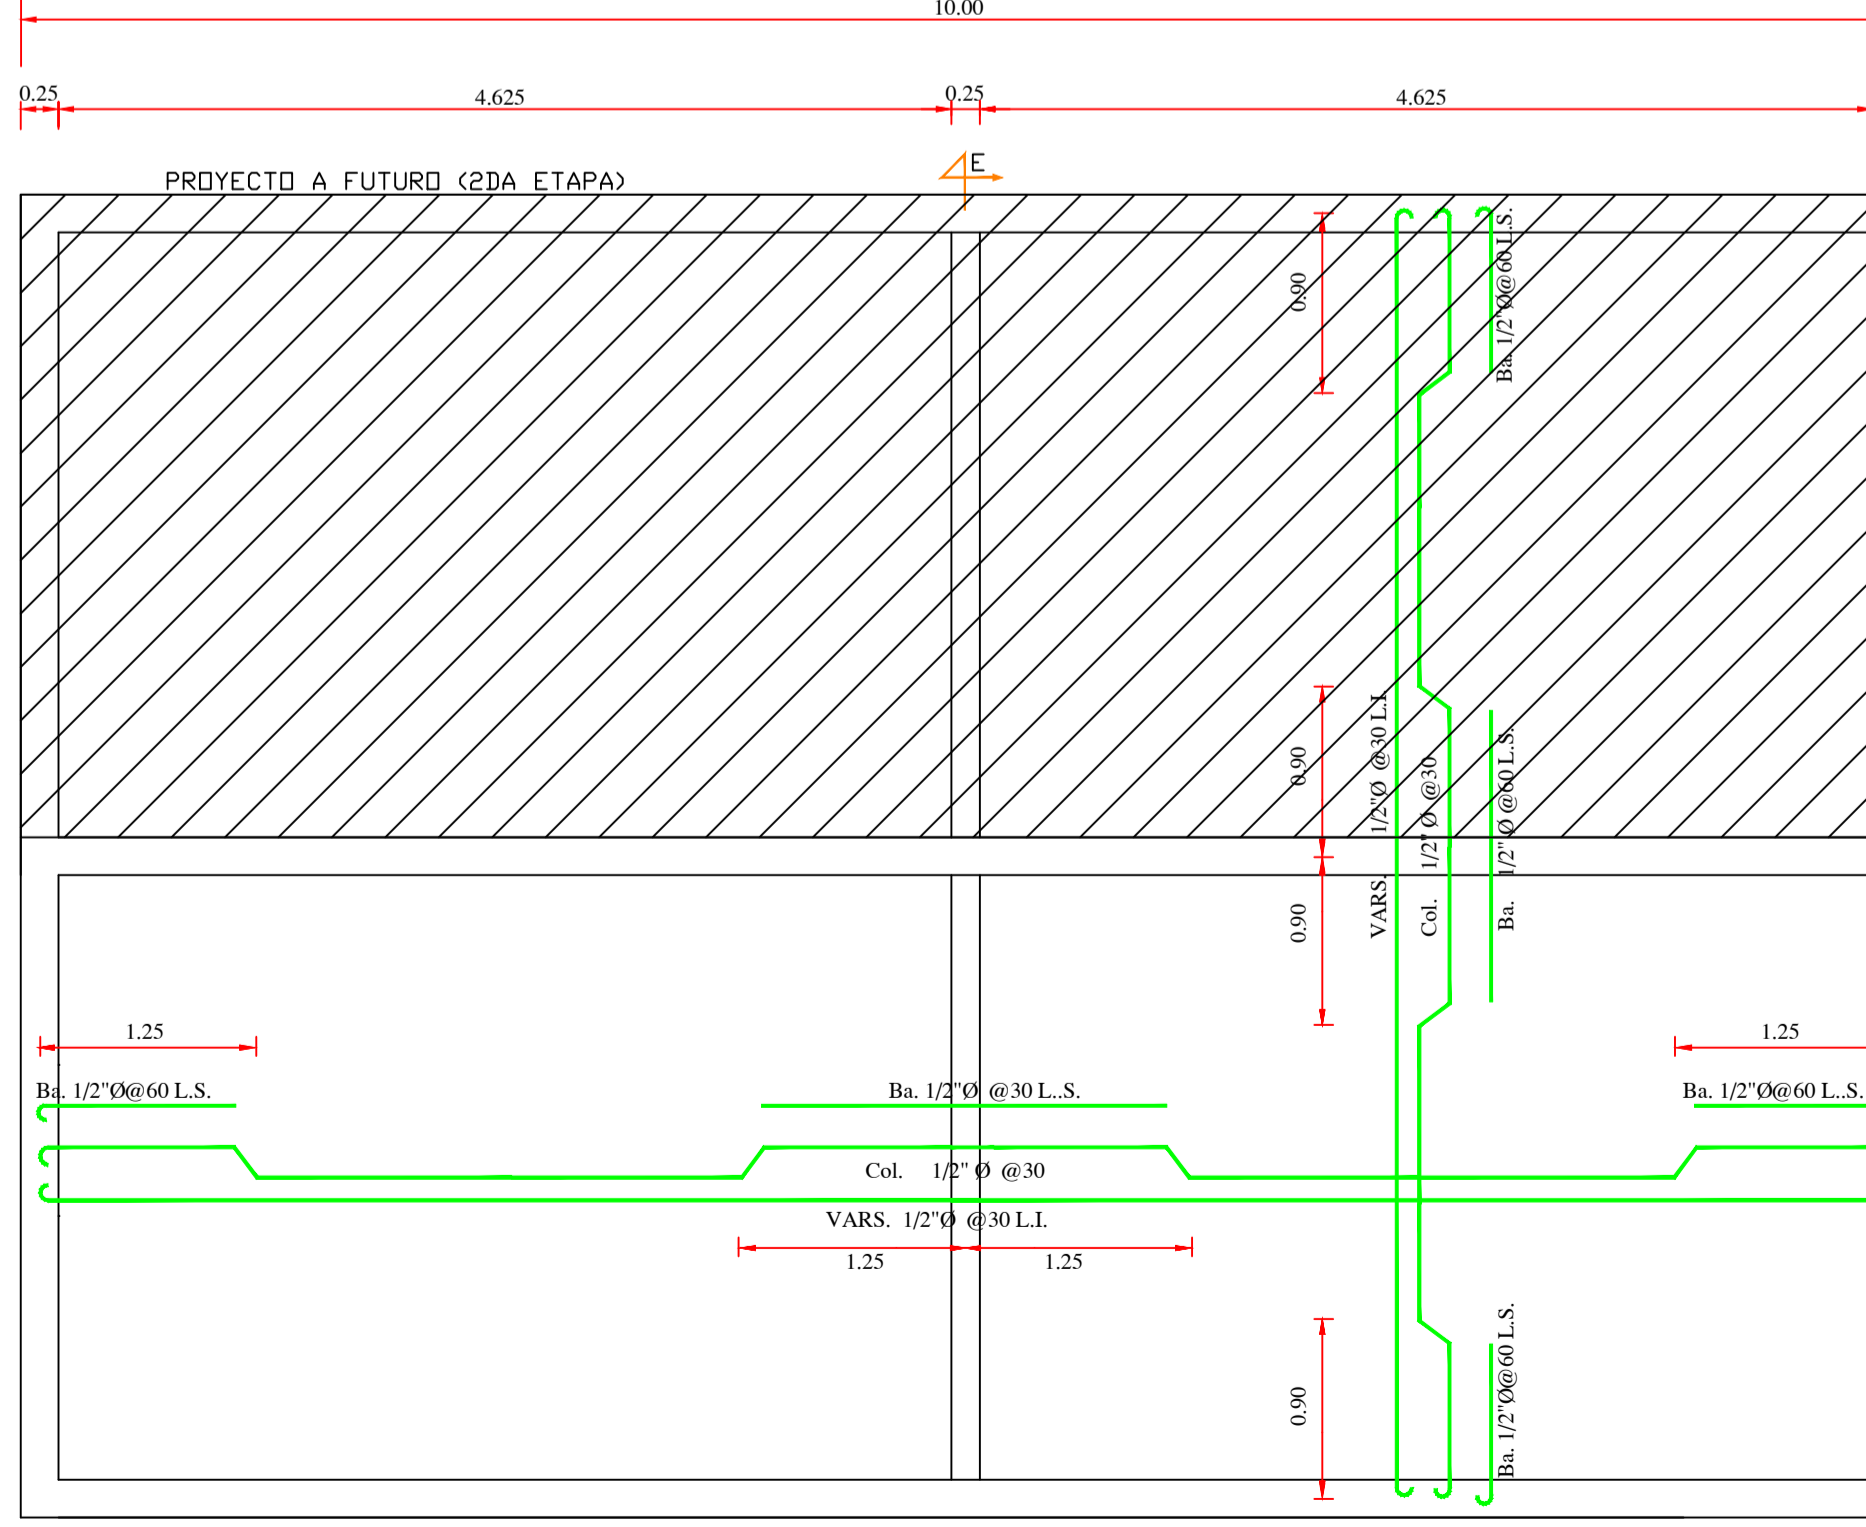 10.00
0.25
4.625
0.25
4.625
E
PROYECTO A FUTURO (2DA ETAPA)
0.90
Ba. 1/2"Ø@60 L.S.
0.90
VARS. 1/2"Ø @30 L.I.
Col. 1/2" Ø @30
Ba. 1/2" Ø @60 L.S.
0.90
1.25
1.25
Ba. 1/2"Ø@60 L.S.
Ba. 1/2"Ø @30 L..S.
Ba. 1/2"Ø@60 L..S.
Col. 1/2" Ø @30
VARS. 1/2"Ø @30 L.I.
1.25
1.25
0.90
Ba. 1/2"Ø@60 L.S.